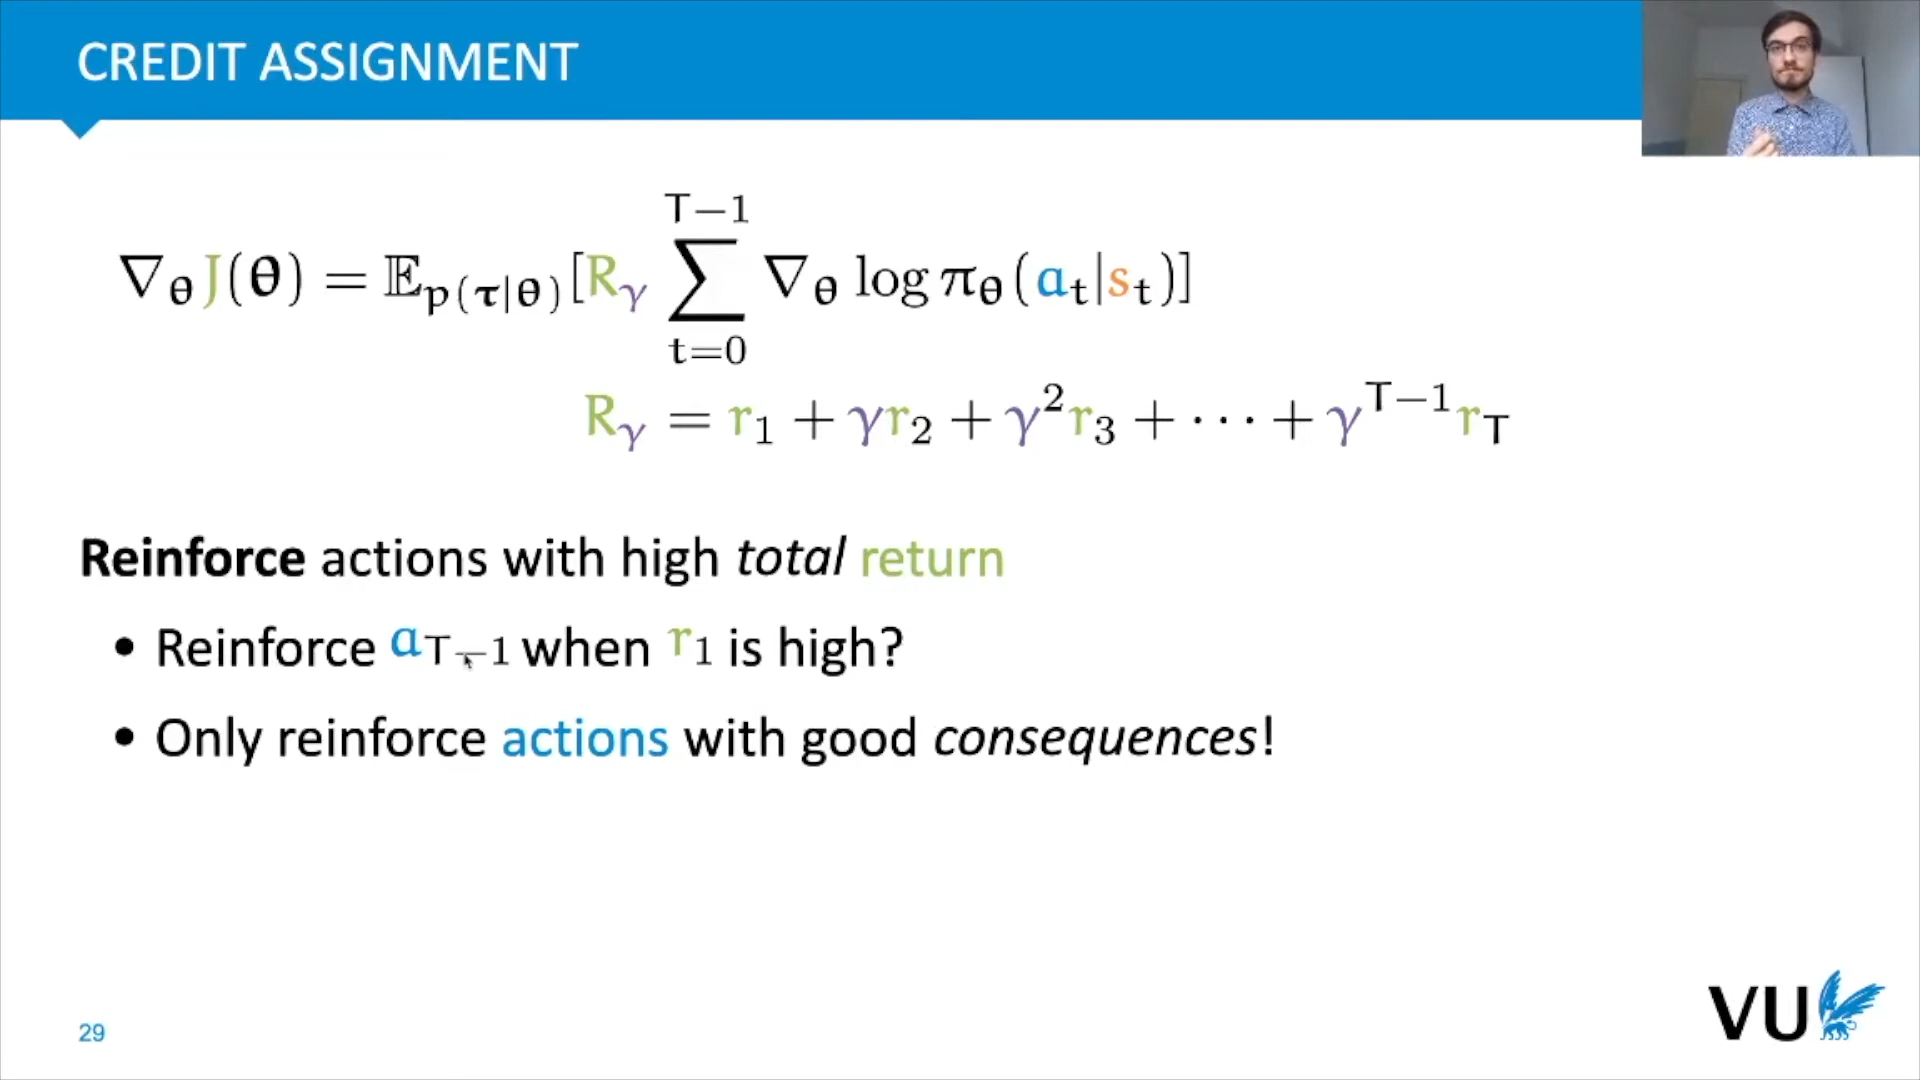 CREDIT ASSIGNMENT
∇θ J(θ) = 𝔼p(τ|θ) [Rγ ∑_{t=0}^{T−1} ∇θ log πθ(at|st)]
Rγ = r1 + γr2 + γ²r3 + ··· + γ^{T−1}rT
Reinforce actions with high total return
• Reinforce aT−1 when r1 is high?
• Only reinforce actions with good consequences!
29
VU